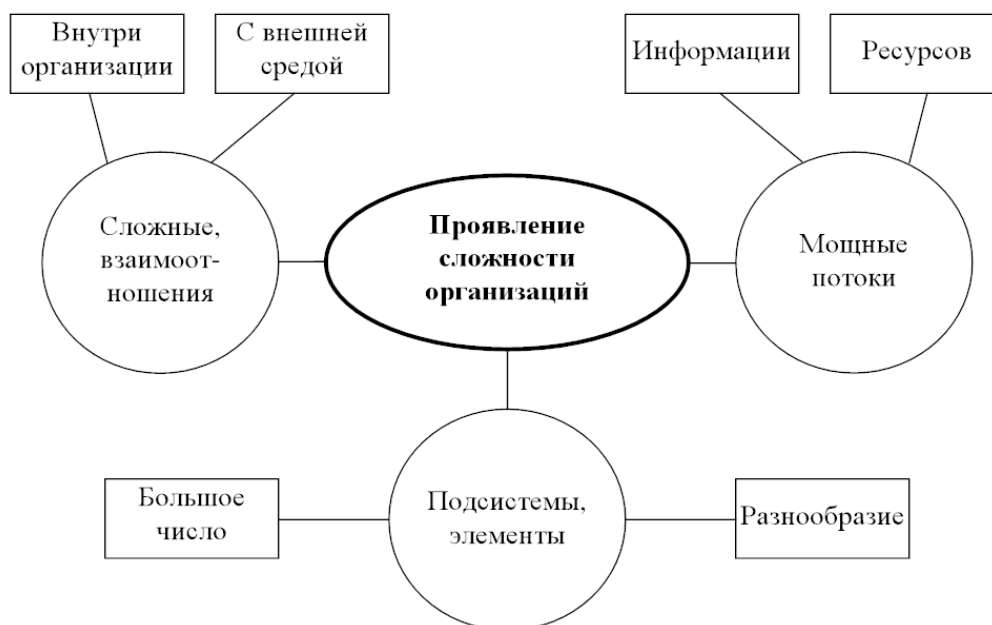 Внутри
организации
С внешней
средой
Информации
Ресурсов
Сложные,
взаимоот-
ношения
Проявление
сложности
организаций
Мощные
потоки
Большое
число
Подсистемы,
элементы
Разнообразие